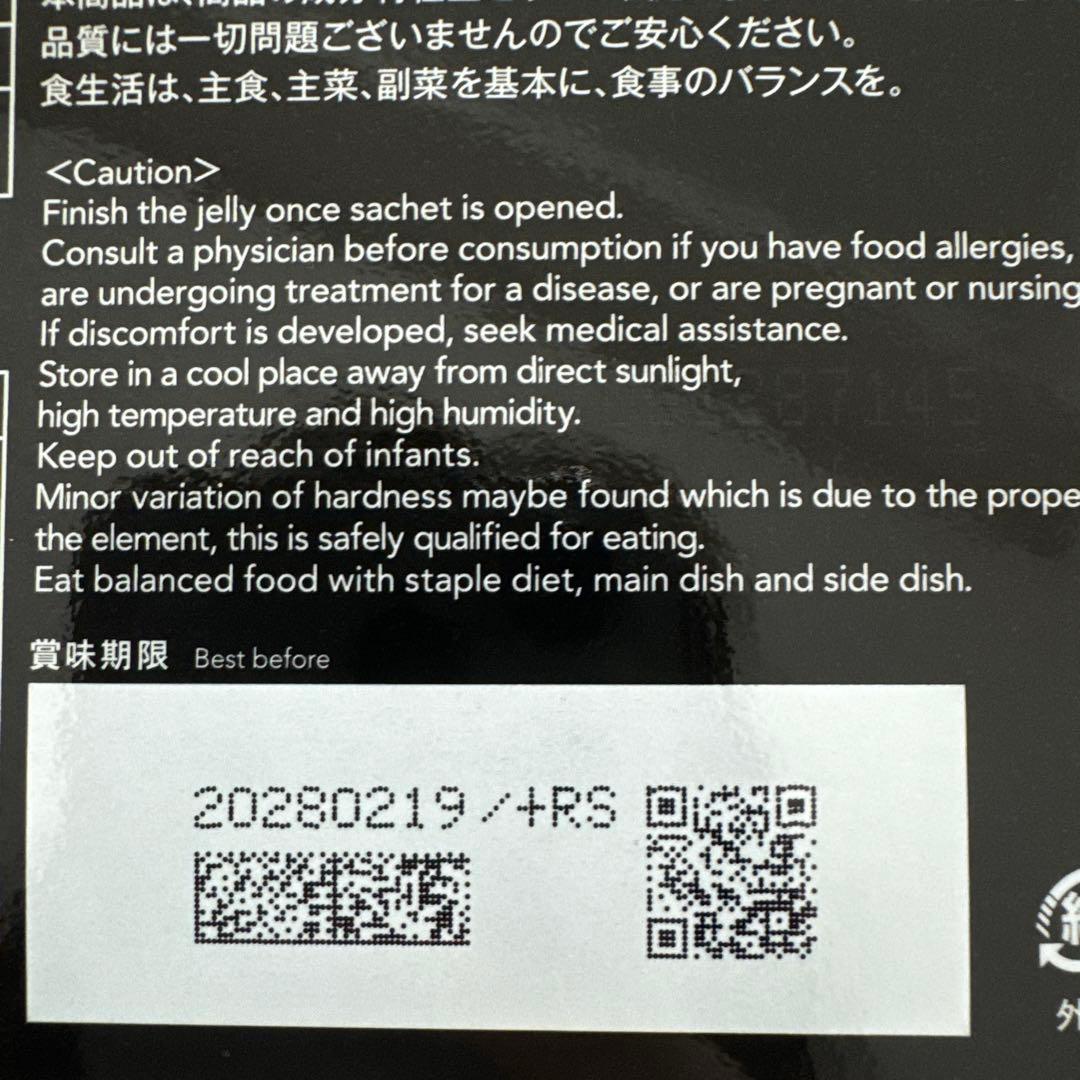 品質には一切問題ございませんのでご安心ください。
食生活は、主食、主菜、副菜を基本に、食事のバランスを。
<Caution>
Finish the jelly once sachet is opened.
Consult a physician before consumption if you have food allergies,
are undergoing treatment for a disease, or are pregnant or nursing
If discomfort is developed, seek medical assistance.
Store in a cool place away from direct sunlight,
high temperature and high humidity.
Keep out of reach of infants.
Minor variation of hardness maybe found which is due to the prope
the element, this is safely qualified for eating.
Eat balanced food with staple diet, main dish and side dish.
賞味期限 Best before
20280219/+RS
外